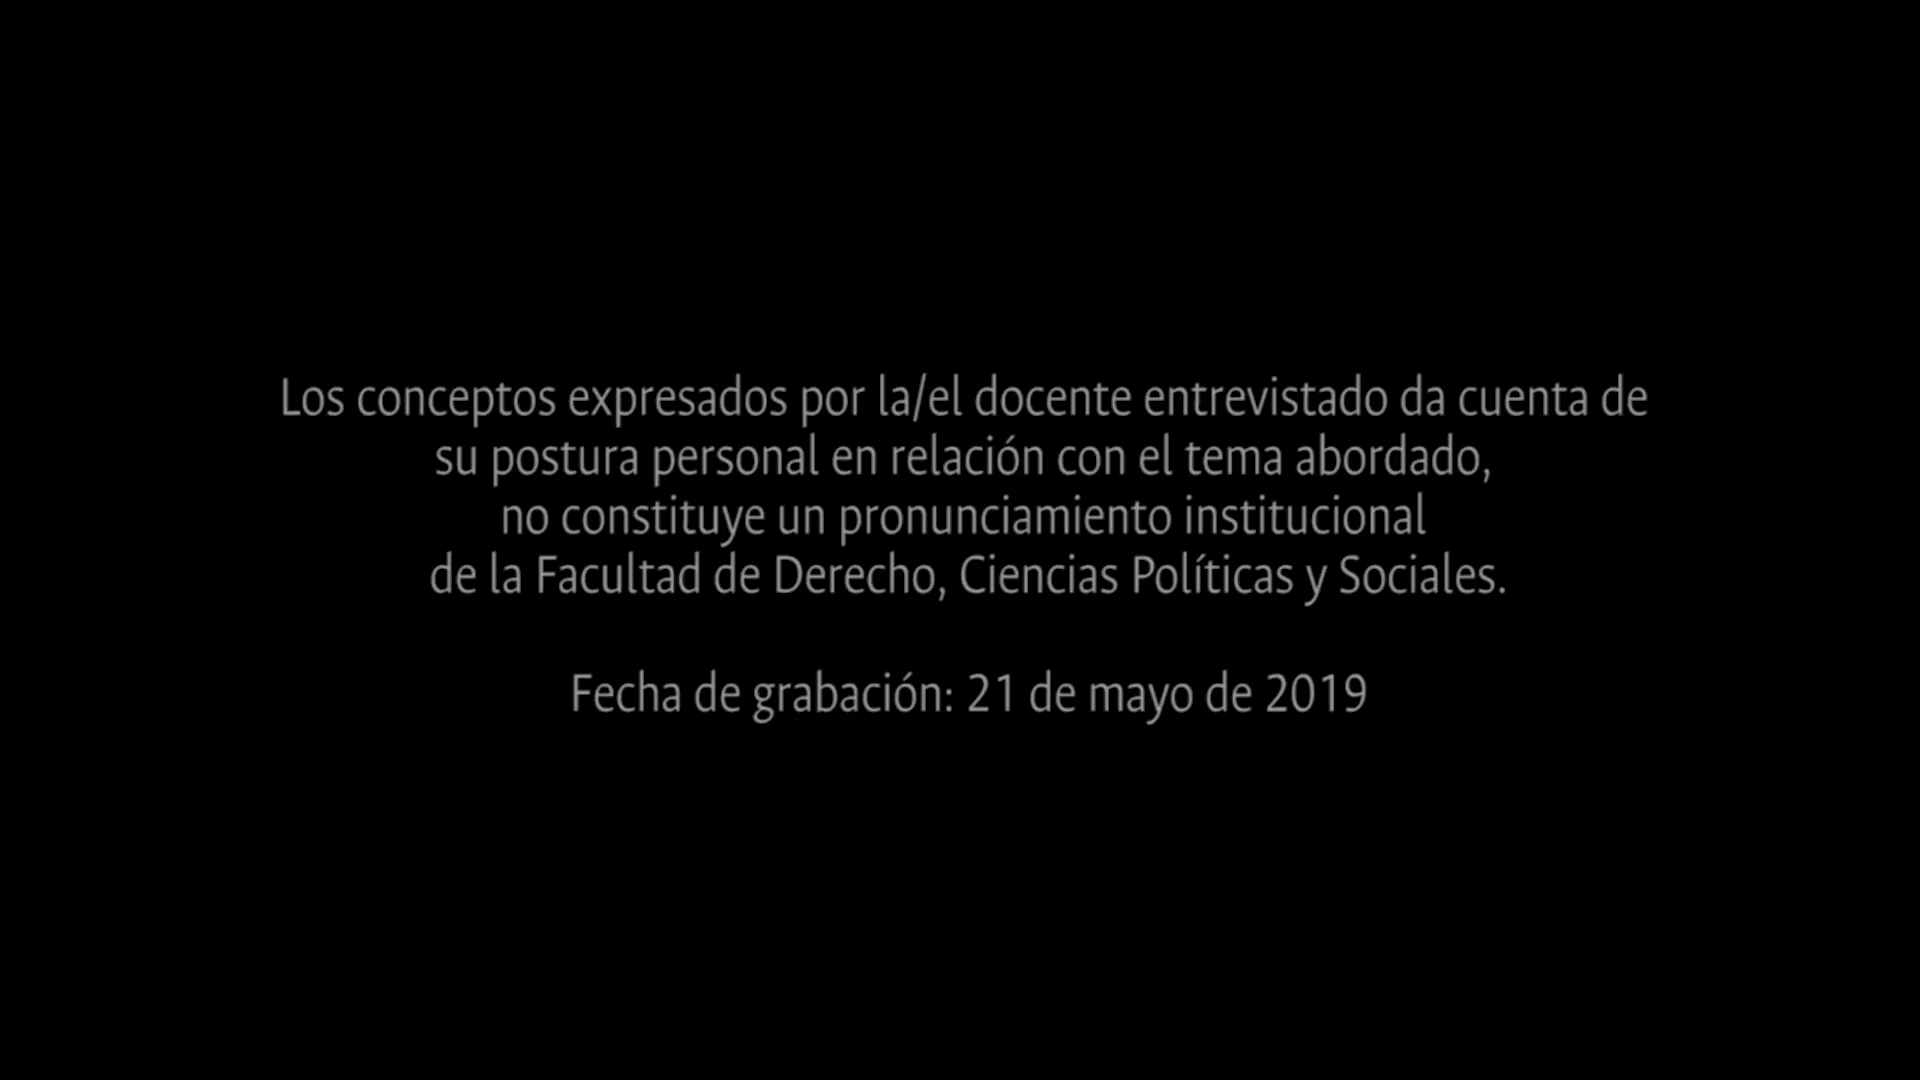 Los conceptos expresados por la/el docente entrevistado da cuenta de
su postura personal en relación con el tema abordado,
no constituye un pronunciamiento institucional
de la Facultad de Derecho, Ciencias Políticas y Sociales.
Fecha de grabación: 21 de mayo de 2019